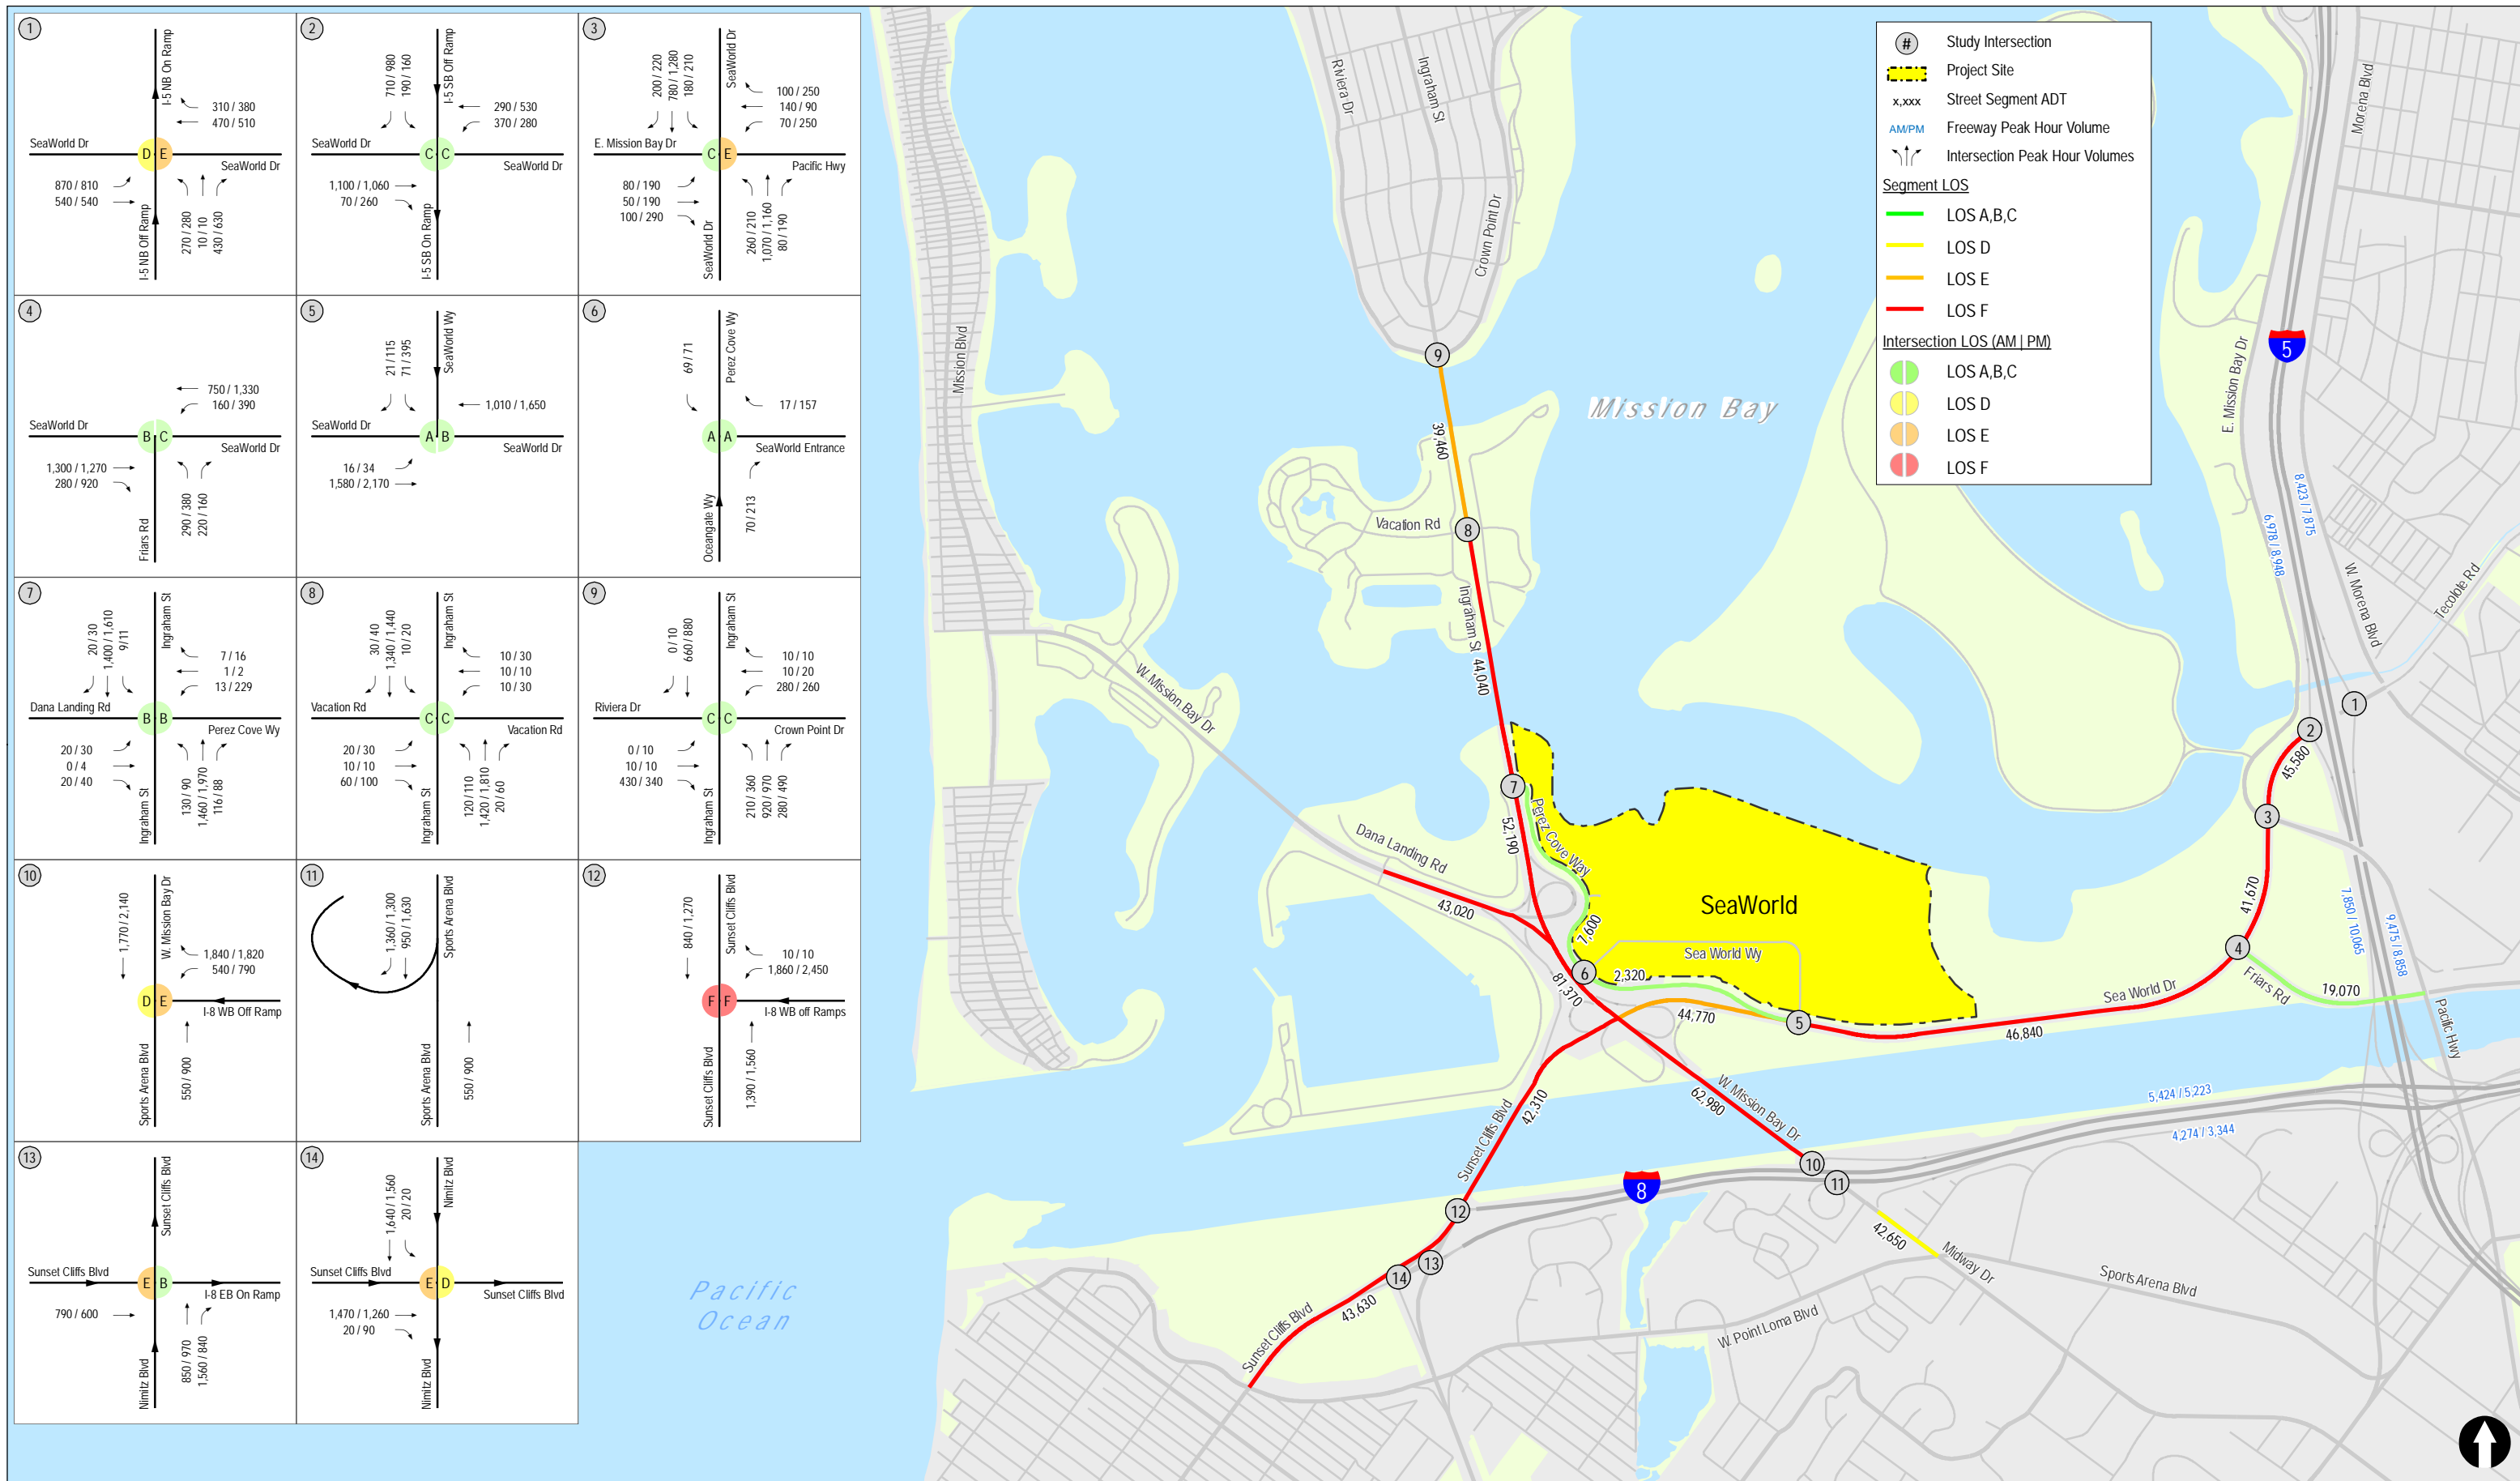 1
I-5 NB On Ramp
310 / 380
470 / 510
SeaWorld Dr
D E
SeaWorld Dr
870 / 810
540 / 540
I-5 NB Off Ramp
270 / 280
10 / 10
430 / 630
2
710 / 980
190 / 160
I-5 SB Off Ramp
290 / 530
370 / 280
SeaWorld Dr
C C
SeaWorld Dr
1,100 / 1,060
70 / 260
I-5 SB On Ramp
3
200 / 220
780 / 1,280
180 / 210
SeaWorld Dr
100 / 250
140 / 90
70 / 250
E. Mission Bay Dr
C E
Pacific Hwy
80 / 190
50 / 190
100 / 290
SeaWorld Dr
260 / 210
1,070 / 1,160
80 / 190
4
750 / 1,330
160 / 390
SeaWorld Dr
B C
SeaWorld Dr
1,300 / 1,270
280 / 920
Friars Rd
290 / 380
220 / 160
5
21 / 115
71 / 395
SeaWorld Wy
1,010 / 1,650
SeaWorld Dr
A B
SeaWorld Dr
16 / 34
1,580 / 2,170
6
69 / 71
Perez Cove Wy
17 / 157
A A
SeaWorld Entrance
Oceangate Wy
70 / 213
7
20 / 30
1,400 / 1,610
9 / 11
Ingraham St
7 / 16
1 / 2
13 / 229
Dana Landing Rd
B B
Perez Cove Wy
20 / 30
0 / 4
20 / 40
Ingraham St
130 / 90
1,460 / 1,970
116 / 88
8
30 / 40
1,340 / 1,440
10 / 20
Ingraham St
10 / 30
10 / 10
10 / 30
Vacation Rd
C C
Vacation Rd
20 / 30
10 / 10
60 / 100
Ingraham St
120 / 110
1,420 / 1,810
20 / 60
9
0 / 10
660 / 880
Ingraham St
10 / 10
10 / 20
280 / 260
Riviera Dr
C C
Crown Point Dr
0 / 10
10 / 10
430 / 340
Ingraham St
210 / 360
920 / 970
280 / 490
10
1,770 / 2,140
W. Mission Bay Dr
1,840 / 1,820
540 / 790
D E
I-8 WB Off Ramp
Sports Arena Blvd
550 / 900
11
1,360 / 1,300
950 / 1,630
Sports Arena Blvd
Sports Arena Blvd
550 / 900
12
840 / 1,270
Sunset Cliffs Blvd
10 / 10
1,860 / 2,450
F F
I-8 WB off Ramps
Sunset Cliffs Blvd
1,390 / 1,560
13
Sunset Cliffs Blvd
Sunset Cliffs Blvd
E B
I-8 EB On Ramp
790 / 600
Nimitz Blvd
850 / 970
1,560 / 840
14
1,640 / 1,560
20 / 20
Nimitz Blvd
Sunset Cliffs Blvd
E D
Sunset Cliffs Blvd
1,470 / 1,260
20 / 90
Nimitz Blvd
# Study Intersection
Project Site
x,xxx Street Segment ADT
AM/PM Freeway Peak Hour Volume
Intersection Peak Hour Volumes
Segment LOS
LOS A,B,C
LOS D
LOS E
LOS F
Intersection LOS (AM | PM)
LOS A,B,C
LOS D
LOS E
LOS F
Riviera Dr
Ingraham St
Crown Point Dr
Morena Blvd
Mission Blvd
9
5
E. Mission Bay Dr
Mission Bay
39,460
Vacation Rd
8
8,423 / 7,875
6,978 / 8,948
W. Morena Blvd
Tecolote Rd
Ingraham St
44,040
W. Mission Bay Dr
1
2
45,580
7
Perez Cove Way
52,190
3
Dana Landing Rd
43,020
SeaWorld
41,670
7,850 / 10,065
9,475 / 8,858
7,600
Sea World Wy
4
6
2,320
81,370
Friars Rd
19,070
Sea World Dr
44,770
5
46,840
Pacific Hwy
42,310
Sunset Cliffs Blvd
62,980
W. Mission Bay Dr
5,424 / 5,223
4,274 / 3,344
10
11
8
12
42,650
Midway Dr
13
14
Sports Arena Blvd
43,630
Sunset Cliffs Blvd
W. Point Loma Blvd
Pacific
Ocean